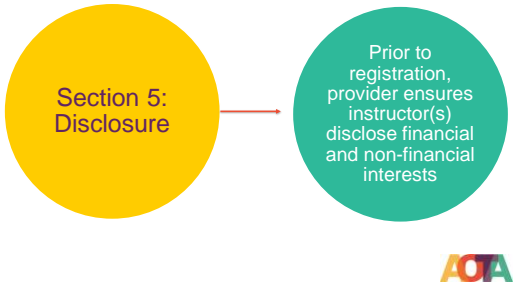 Section 5:
Disclosure
Prior to
registration,
provider ensures
instructor(s)
disclose financial
and non-financial
interests
AOTA